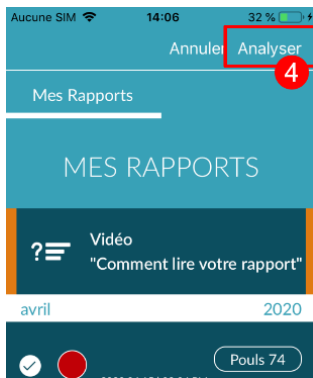 Aucune SIM 14:06 32 %
Annuler Analyser
4
Mes Rapports
MES RAPPORTS
?
Vidéo
"Comment lire votre rapport"
avril 2020
Pouls 74